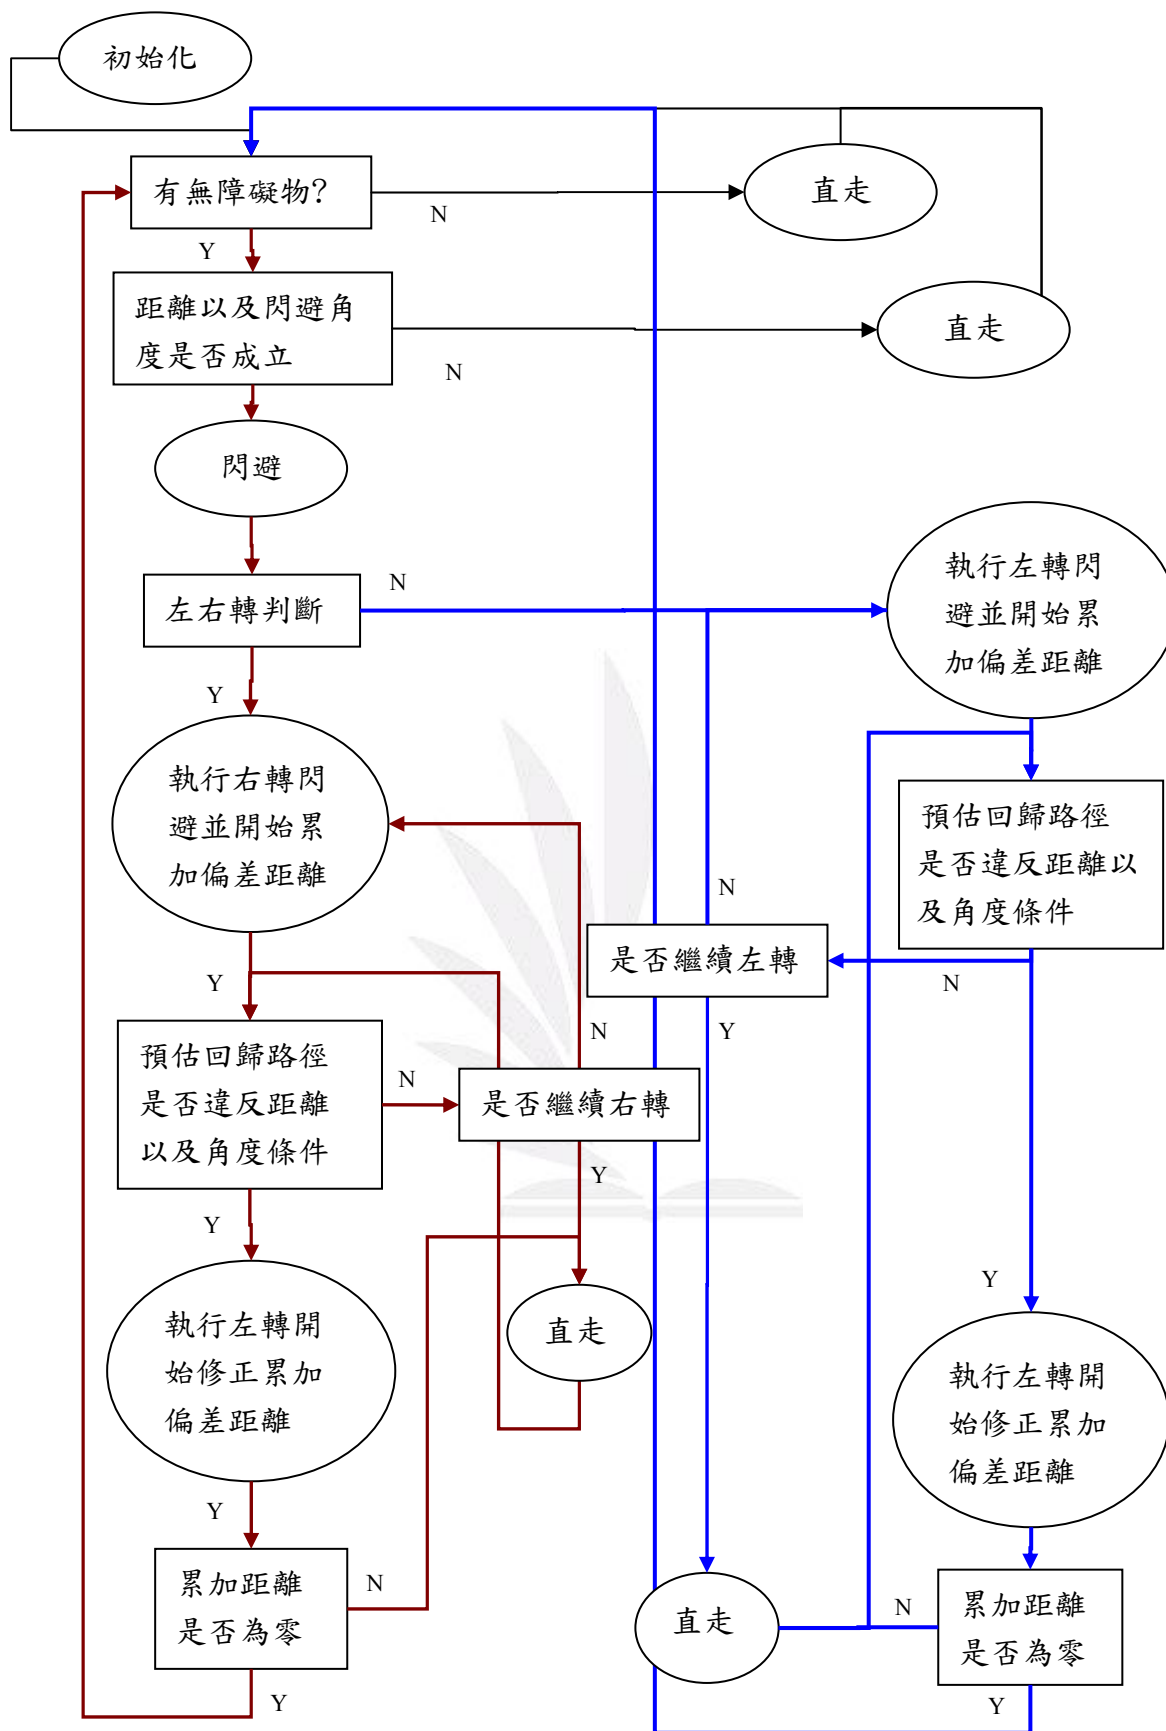 初始化
有無障礙物?
N
直走
Y
距離以及閃避角
度是否成立
N
直走
閃避
左右轉判斷
N
執行左轉閃
避並開始累
加偏差距離
Y
執行右轉閃
避並開始累
加偏差距離
預估回歸路徑
是否違反距離以
及角度條件
N
是否繼續左轉
N
Y
Y
N
預估回歸路徑
是否違反距離
以及角度條件
N
是否繼續右轉
Y
Y
執行左轉開
始修正累加
偏差距離
直走
Y
執行左轉開
始修正累加
偏差距離
Y
累加距離
是否為零
N
直走
N
累加距離
是否為零
Y
Y